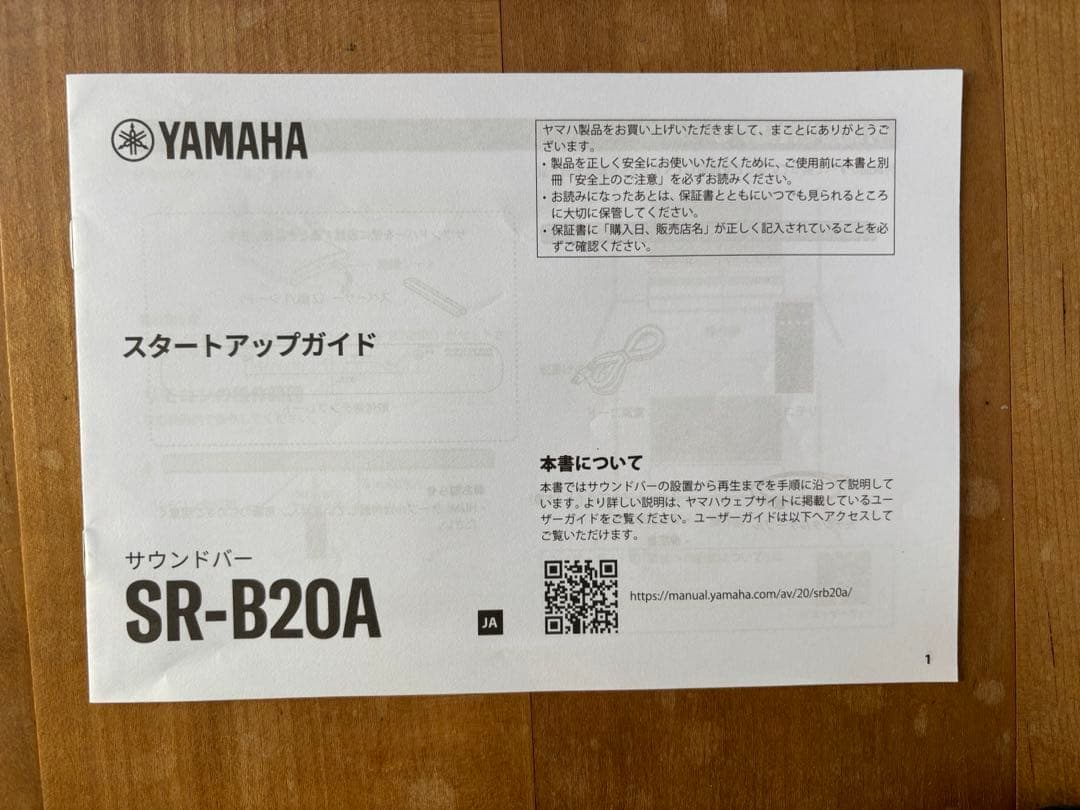 YAMAHA
ヤマハ製品をお買い上げいただきまして、まことにありがとうご
ざいます。
・製品を正しく安全にお使いいただくために、ご使用前に本書と別
冊「安全上のご注意」を必ずお読みください。
・お読みになったあとは、保証書とともにいつでも見られるところ
に大切に保管してください。
・保証書に「購入日、販売店名」が正しく記入されていることを必
ずご確認ください。
スタートアップガイド
本書について
本書ではサウンドバーの設置から再生までを手順に沿って説明して
います。より詳しい説明は、ヤマハウェブサイトに掲載しているユー
ザーガイドをご覧ください。ユーザーガイドは以下へアクセスして
ご覧いただけます。
https://manual.yamaha.com/av/20/srb20a/
サウンドバー
SR-B20A
JA
1